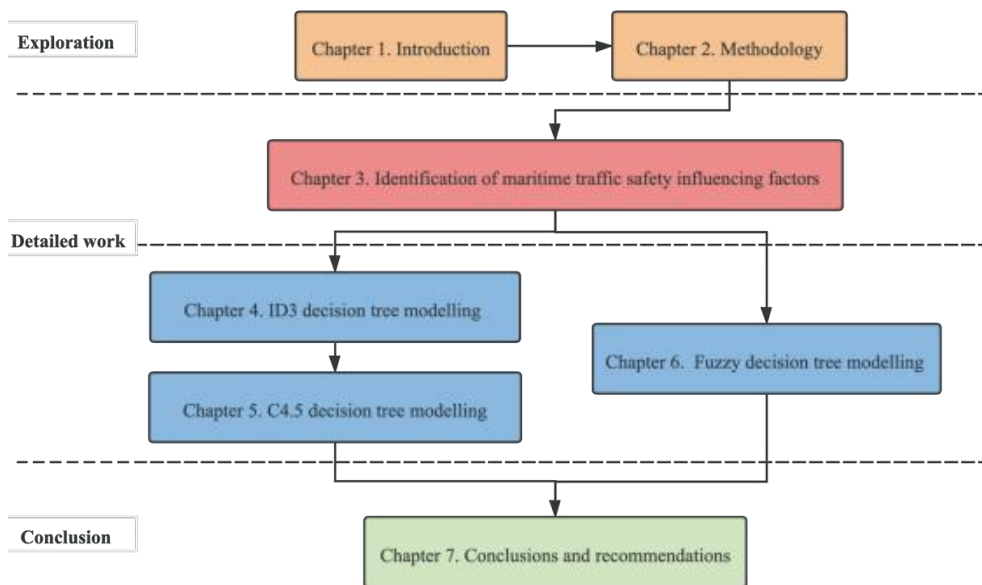 Exploration
Chapter 1. Introduction
Chapter 2. Methodology
Chapter 3. Identification of maritime traffic safety influencing factors
Detailed work
Chapter 4. ID3 decision tree modelling
Chapter 6. Fuzzy decision tree modelling
Chapter 5. C4.5 decision tree modelling
Conclusion
Chapter 7. Conclusions and recommendations